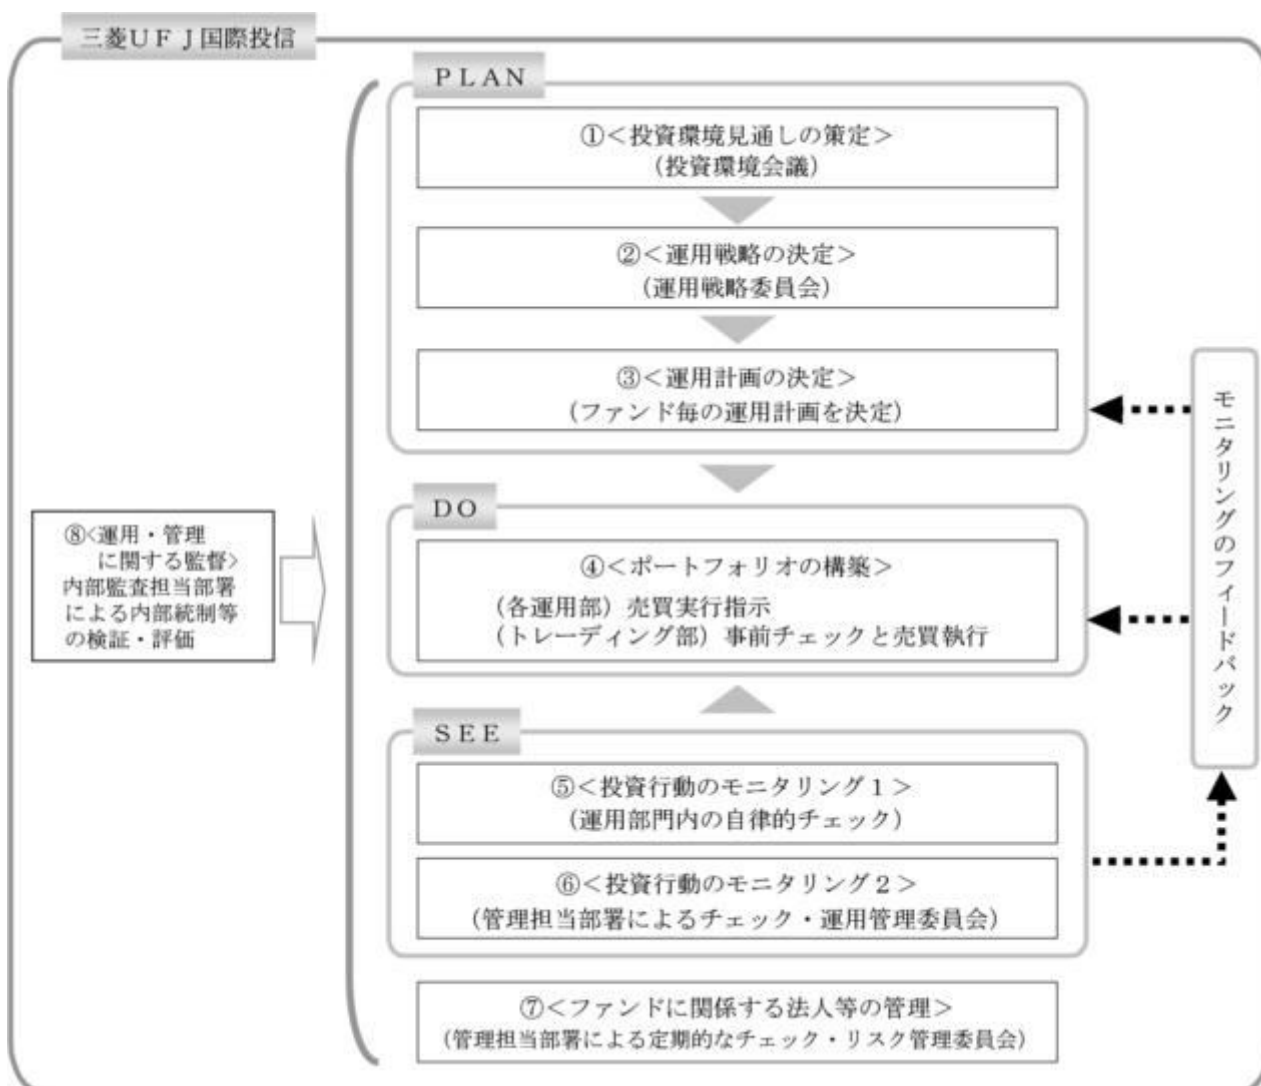 三菱ＵＦＪ国際投信
ＰＬＡＮ
①＜投資環境見通しの策定＞
（投資環境会議）
②＜運用戦略の決定＞
（運用戦略委員会）
③＜運用計画の決定＞
（ファンド毎の運用計画を決定）
ＤＯ
④＜ポートフォリオの構築＞
（各運用部）売買実行指示
（トレーディング部）事前チェックと売買執行
ＳＥＥ
⑤＜投資行動のモニタリング１＞
（運用部門内の自律的チェック）
⑥＜投資行動のモニタリング２＞
（管理担当部署によるチェック・運用管理委員会）
⑦＜ファンドに関係する法人等の管理＞
（管理担当部署による定期的なチェック・リスク管理委員会）
⑧<運用・管理
に関する監督>
内部監査担当部署
による内部統制等
の検証・評価
モニタリングのフィードバック